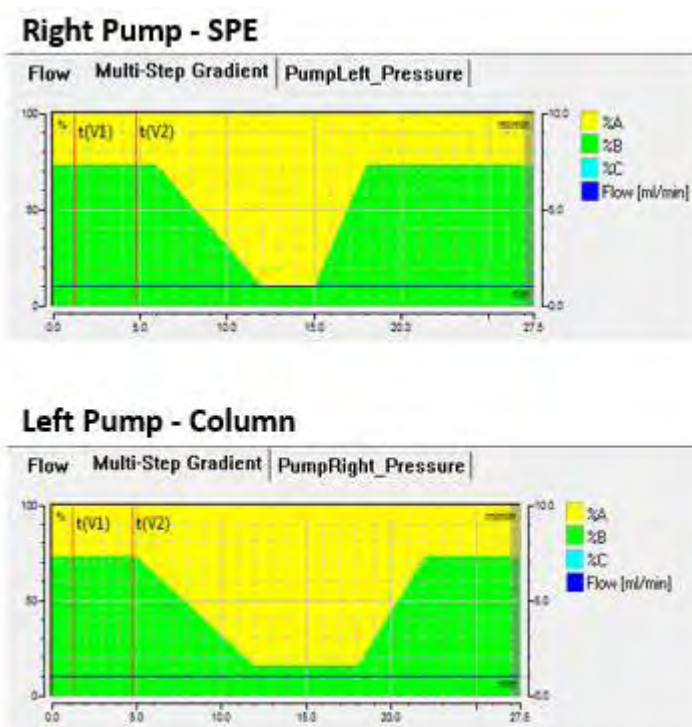 Right Pump - SPE
Flow Multi-Step Gradient PumpLeft_Pressure
100 % t(V1) t(V2) 10.0
%A
%B
50 5.0
%C
Flow [ml/min]
0 0.0
0.0 5.0 10.0 15.0 20.0 27.5
Left Pump - Column
Flow Multi-Step Gradient PumpRight_Pressure
100 % t(V1) t(V2) 10.0
%A
%B
%C
Flow [ml/min]
50 5.0
0 0.0
0.0 5.0 10.0 15.0 20.0 27.5